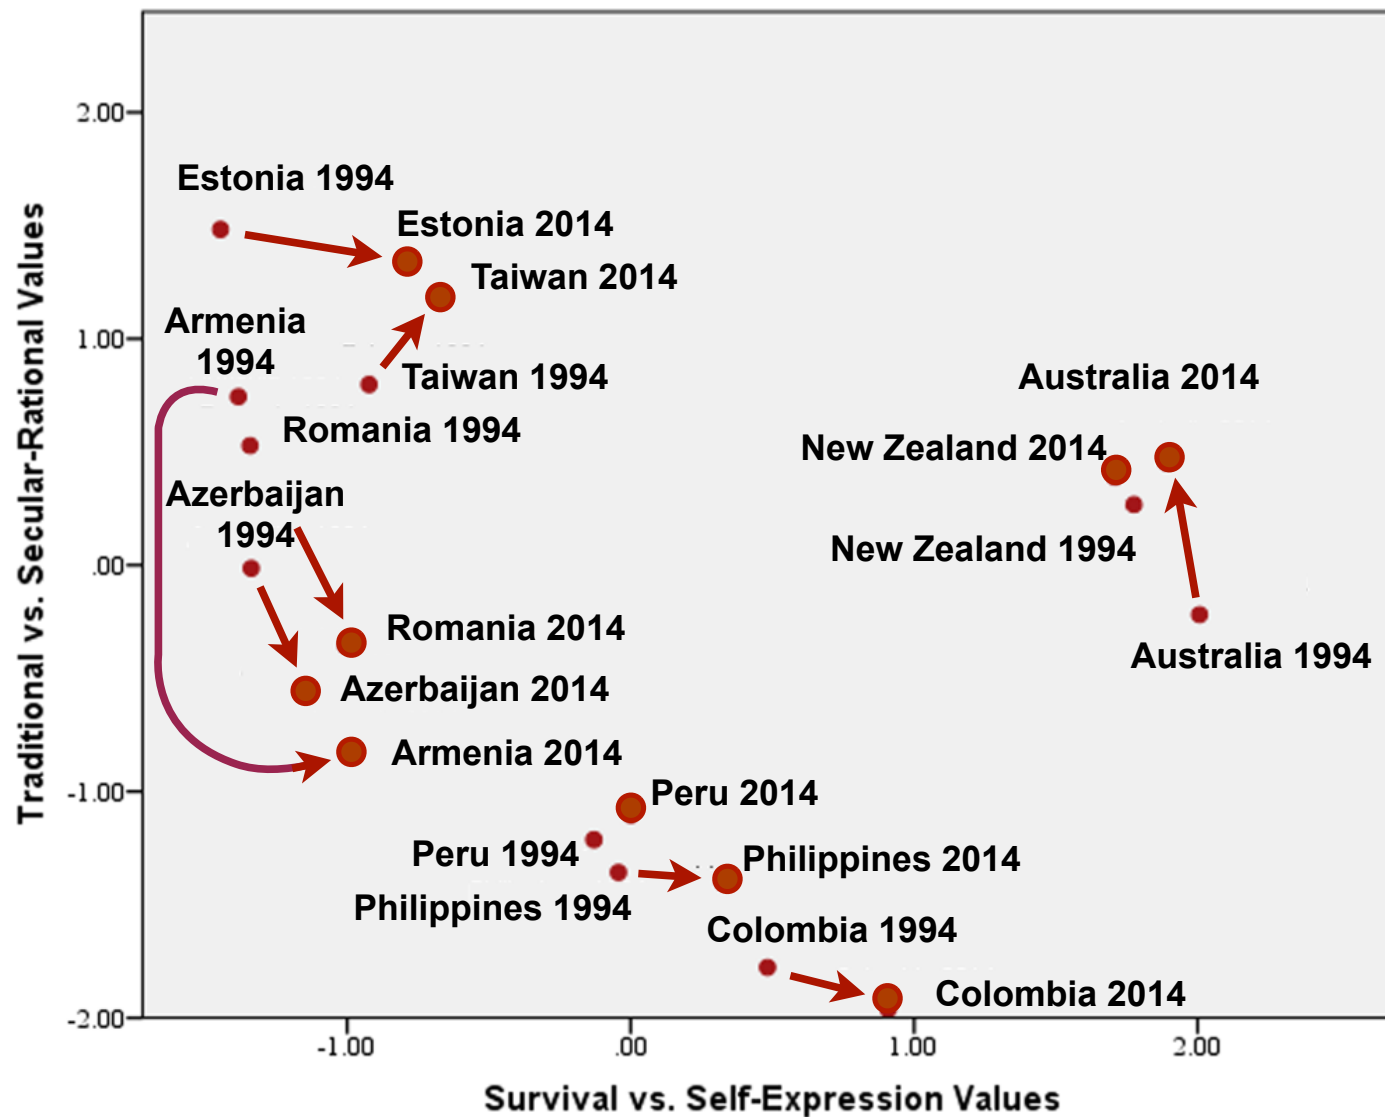 2.00
Estonia 1994
Estonia 2014
Taiwan 2014
Armenia
1994
1.00
Taiwan 1994
Australia 2014
Romania 1994
New Zealand 2014
Azerbaijan
1994
New Zealand 1994
.00
Romania 2014
Australia 1994
Azerbaijan 2014
Armenia 2014
-1.00
Peru 2014
Peru 1994
Philippines 2014
Philippines 1994
Colombia 1994
Colombia 2014
-2.00
-1.00
.00
1.00
2.00
Traditional vs. Secular-Rational Values
Survival vs. Self-Expression Values